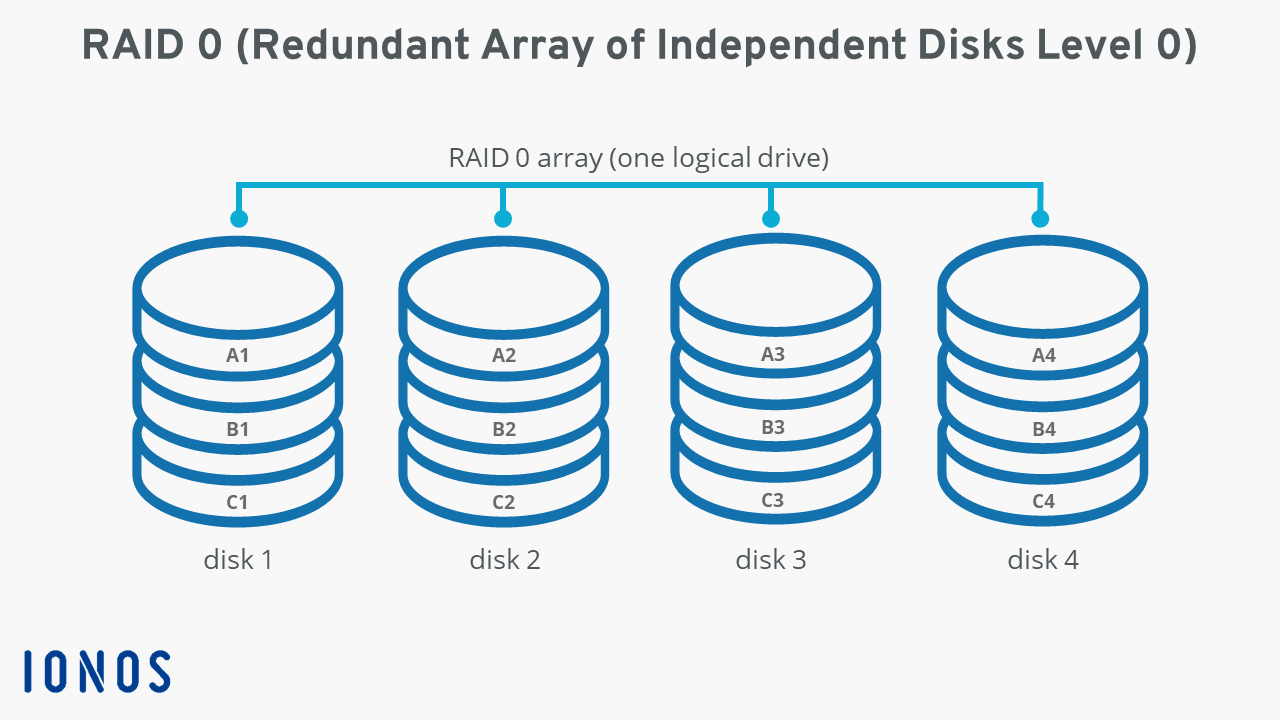 RAID 0 (Redundant Array of Independent Disks Level 0)
RAID 0 array (one logical drive)
A1 A2 A3 A4
B1 B2 B3 B4
C1 C2 C3 C4
disk 1 disk 2 disk 3 disk 4
IONOS